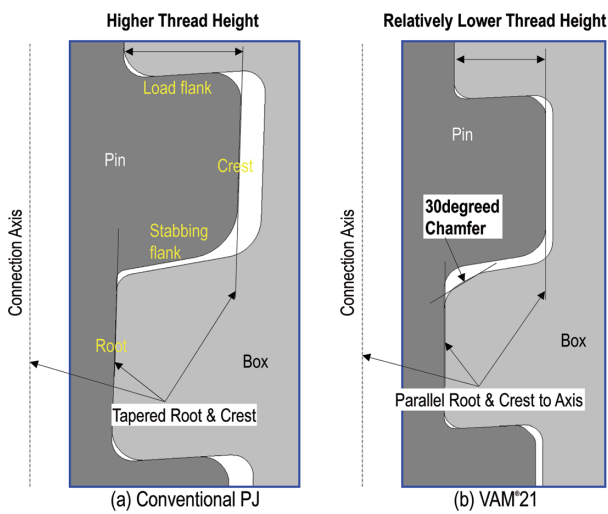 Higher Thread Height
Relatively Lower Thread Height
Load flank
Pin
Crest
Stabbing
flank
Root
Box
Connection Axis
Tapered Root & Crest
(a) Conventional PJ
Pin
30degreed
Chamfer
Box
Connection Axis
Parallel Root & Crest to Axis
(b) VAM®21